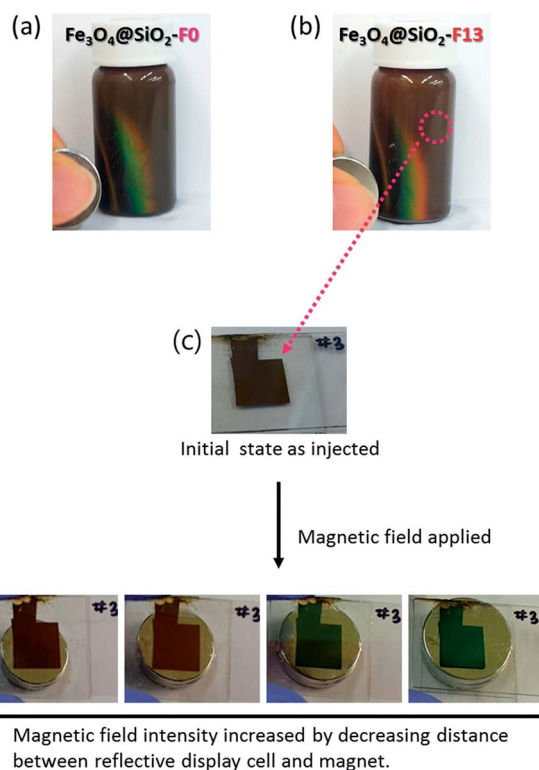 (a)
Fe₃O₄@SiO₂-F0
(b)
Fe₃O₄@SiO₂-F13
(c)
#3
Initial state as injected
Magnetic field applied
#3
#3
#3
#3
Magnetic field intensity increased by decreasing distance
between reflective display cell and magnet.